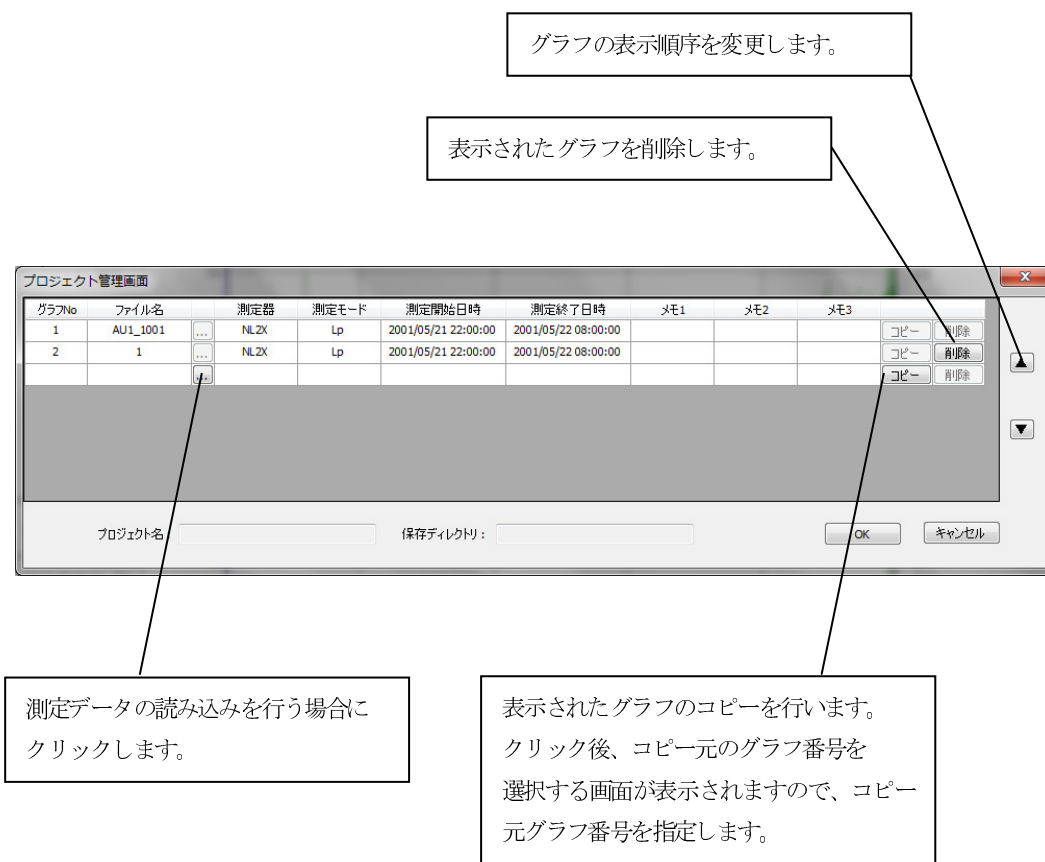 グラフの表示順序を変更します。
表示されたグラフを削除します。
プロジェクト管理画面
グラフNo ファイル名 測定器 測定モード 測定開始日時 測定終了日時 メモ1 メモ2 メモ3
1 AU1_1001 ... NL2X Lp 2001/05/21 22:00:00 2001/05/22 08:00:00 コピー 削除
2 1 ... NL2X Lp 2001/05/21 22:00:00 2001/05/22 08:00:00 コピー 削除
... コピー 削除
▲
▼
プロジェクト名: 保存ディレクトリ: OK キャンセル
測定データの読み込みを行う場合に
クリックします。
表示されたグラフのコピーを行います。
クリック後、コピー元のグラフ番号を
選択する画面が表示されますので、コピー
元グラフ番号を指定します。